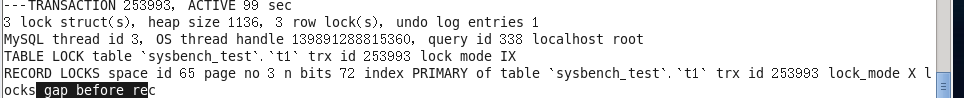 ---TRANSACTION 253993, ACTIVE 99 sec
3 lock struct(s), heap size 1136, 3 row lock(s), undo log entries 1
MySQL thread id 3, OS thread handle 139891288815360, query id 338 localhost root
TABLE LOCK table `sysbench_test`.`t1` trx id 253993 lock mode IX
RECORD LOCKS space id 65 page no 3 n bits 72 index PRIMARY of table `sysbench_test`.`t1` trx id 253993 lock_mode X l
ocks gap before rec